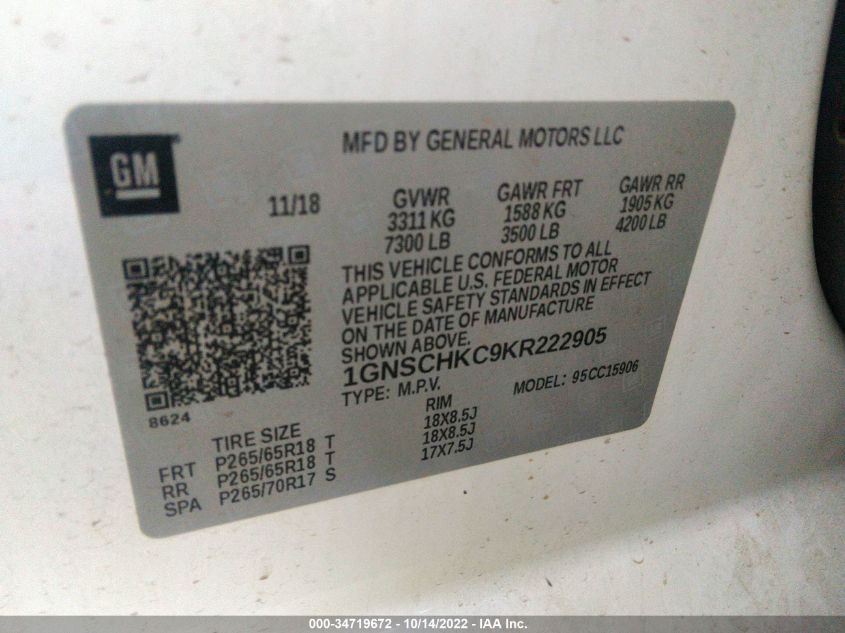 GM
MFD BY GENERAL MOTORS LLC
11/18
GVWR
3311 KG
7300 LB
GAWR FRT
1588 KG
3500 LB
GAWR RR
1905 KG
4200 LB
THIS VEHICLE CONFORMS TO ALL
APPLICABLE U.S. FEDERAL MOTOR
VEHICLE SAFETY STANDARDS IN EFFECT
ON THE DATE OF MANUFACTURE
SHOWN ABOVE.
1GNSCHKC9KR222905
TYPE: M.P.V.
MODEL: 95CC15906
8624
TIRE SIZE
RIM
FRT P265/65R18 T 18X8.5J
RR P265/65R18 T 18X8.5J
SPA P265/70R17 S 17X7.5J
000-34719672 - 10/14/2022 - IAA Inc.